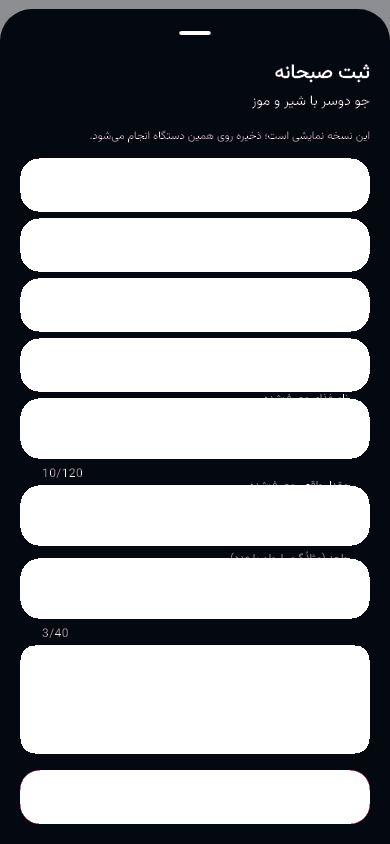 ثبت صبحانه
جو دوسر با شیر و موز
این نسخه نمایشی است؛ ذخیره روی همین دستگاه انجام می‌شود.
10/120
3/40